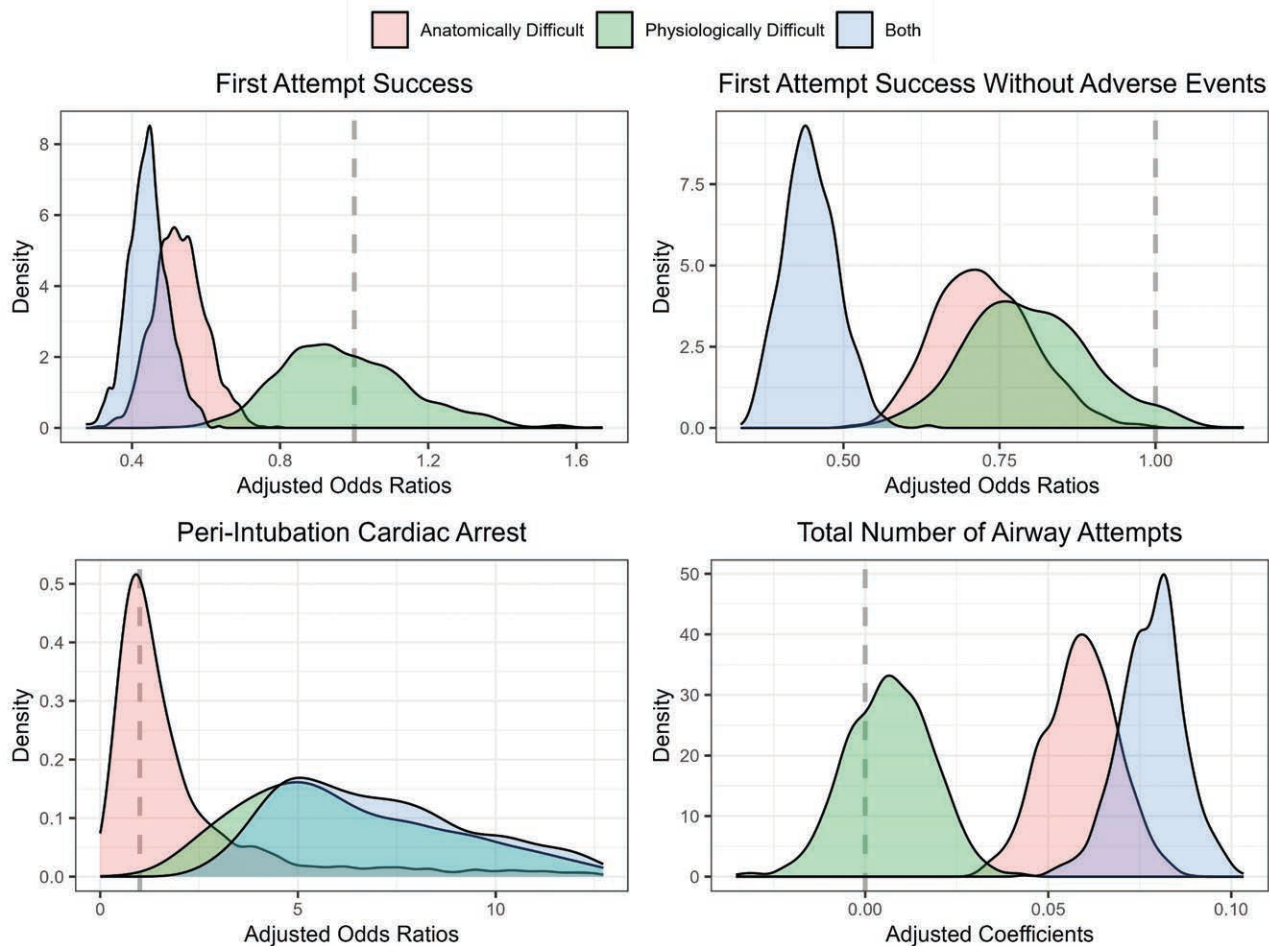 Anatomically Difficult Physiologically Difficult Both
First Attempt Success
8
6
4
2
0
Density
0.4 0.8 1.2 1.6
Adjusted Odds Ratios
First Attempt Success Without Adverse Events
7.5
5.0
2.5
0.0
Density
0.50 0.75 1.00
Adjusted Odds Ratios
Peri-Intubation Cardiac Arrest
0.5
0.4
0.3
0.2
0.1
0.0
Density
0 5 10
Adjusted Odds Ratios
Total Number of Airway Attempts
50
40
30
20
10
0
Density
0.00 0.05 0.10
Adjusted Coefficients